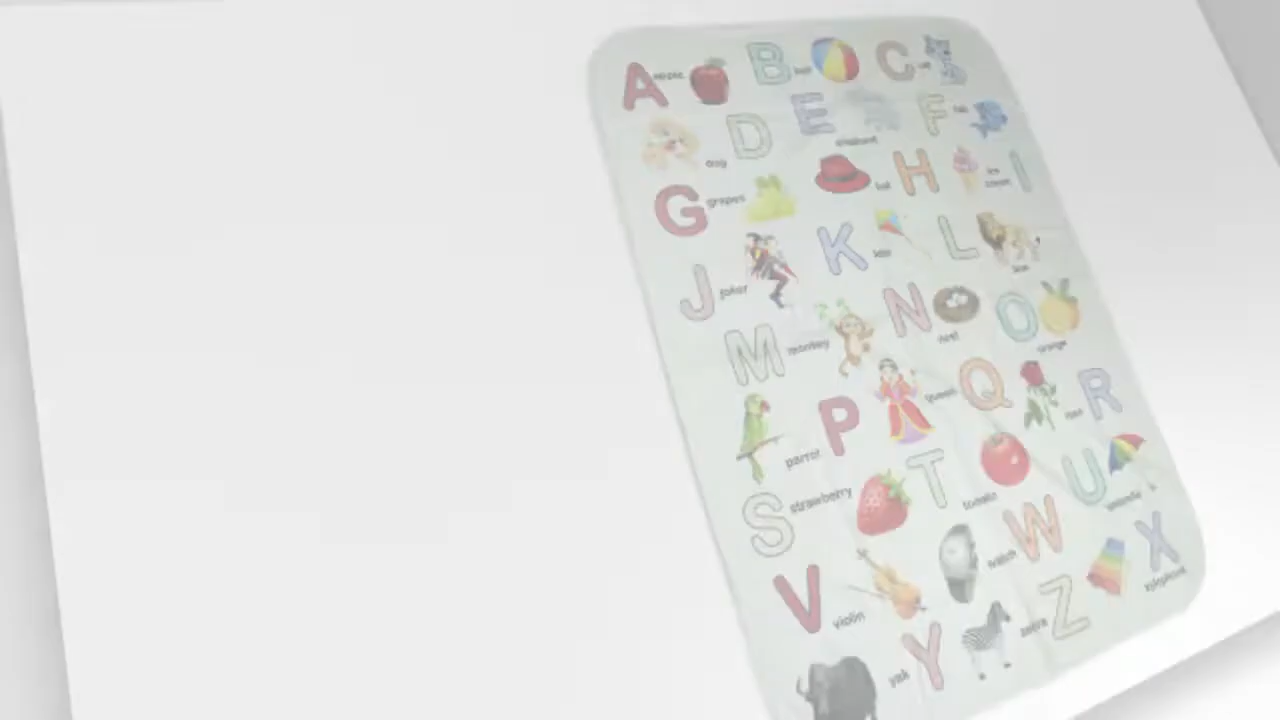 A apple B ball C cat
dog D E elephant F fish
G grapes hat H ice cream I
J joker K kite L lion
M monkey N nest O orange
parrot P queen Q rose R
S strawberry T tomato U umbrella
V violin watch W xylophone X
yak Y zebra Z